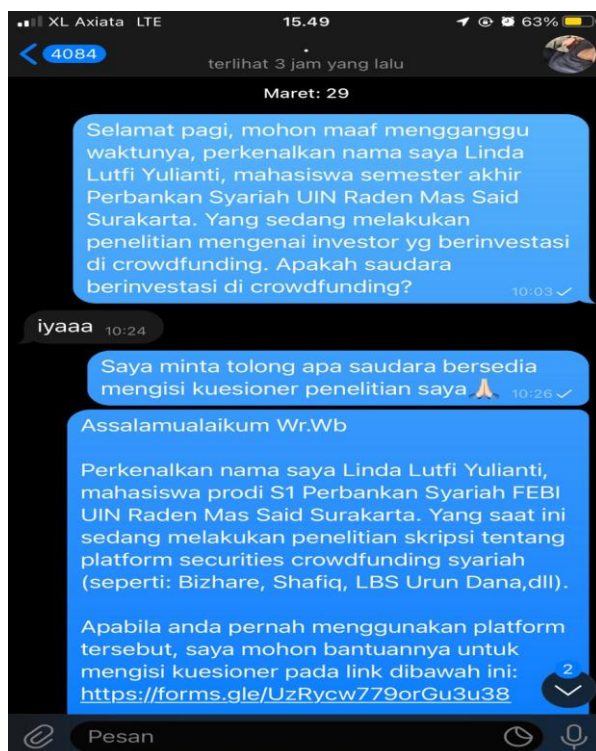 XL Axiata LTE 15.49 63%
4084
terlihat 3 jam yang lalu
Maret: 29
Selamat pagi, mohon maaf mengganggu
waktunya, perkenalkan nama saya Linda
Lutfi Yulianti, mahasiswa semester akhir
Perbankan Syariah UIN Raden Mas Said
Surakarta. Yang sedang melakukan
penelitian mengenai investor yg berinvestasi
di crowdfunding. Apakah saudara
berinvestasi di crowdfunding?
10:03
iyaaa 10:24
Saya minta tolong apa saudara bersedia
mengisi kuesioner penelitian saya🙏🏻 10:26
Assalamualaikum Wr.Wb
Perkenalkan nama saya Linda Lutfi Yulianti,
mahasiswa prodi S1 Perbankan Syariah FEBI
UIN Raden Mas Said Surakarta. Yang saat ini
sedang melakukan penelitian skripsi tentang
platform securities crowdfunding syariah
(seperti: Bizhare, Shafiq, LBS Urun Dana,dll).
Apabila anda pernah menggunakan platform
tersebut, saya mohon bantuannya untuk
mengisi kuesioner pada link dibawah ini:
https://forms.gle/UzRycw779orGu3u38
2
Pesan